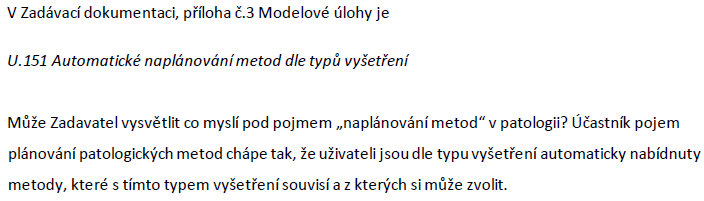 V Zadávací dokumentaci, příloha č.3 Modelové úlohy je
U.151 Automatické naplánování metod dle typů vyšetření
Může Zadavatel vysvětlit co myslí pod pojmem „naplánování metod“ v patologii? Účastník pojem
plánování patologických metod chápe tak, že uživateli jsou dle typu vyšetření automaticky nabídnuty
metody, které s tímto typem vyšetření souvisí a z kterých si může zvolit.